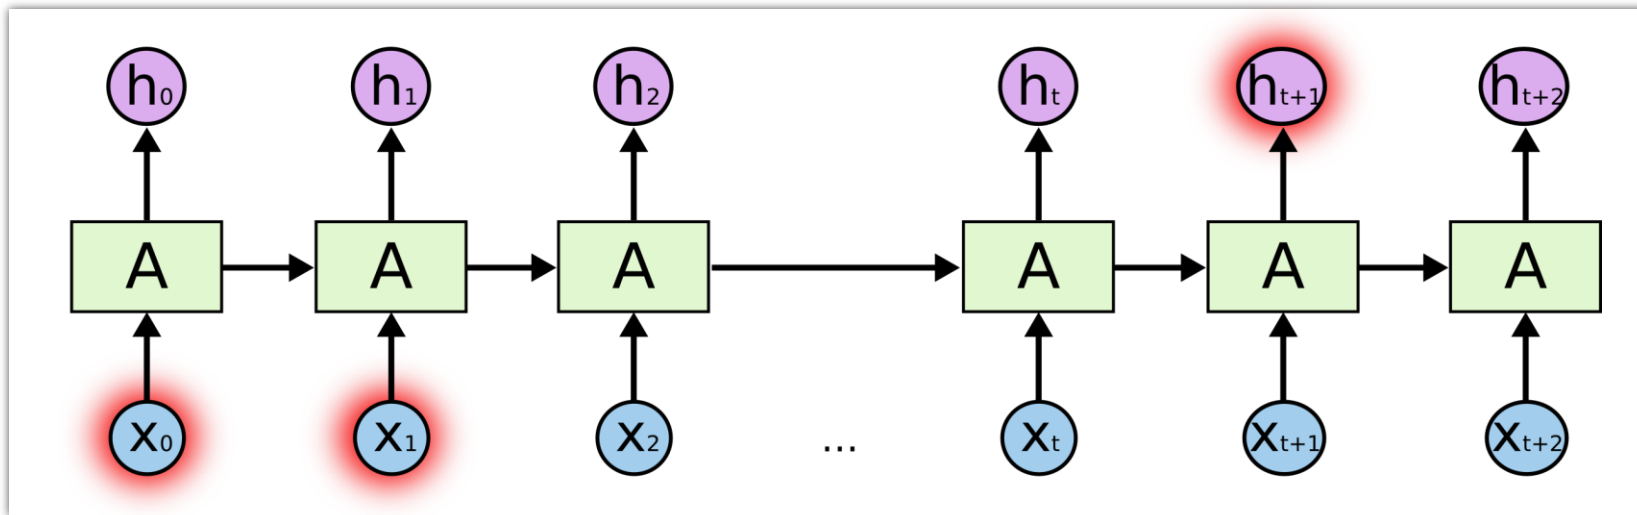 h₀ h₁ h₂ hₜ hₜ₊₁ hₜ₊₂
A A A A A A
x₀ x₁ x₂ ... xₜ xₜ₊₁ xₜ₊₂